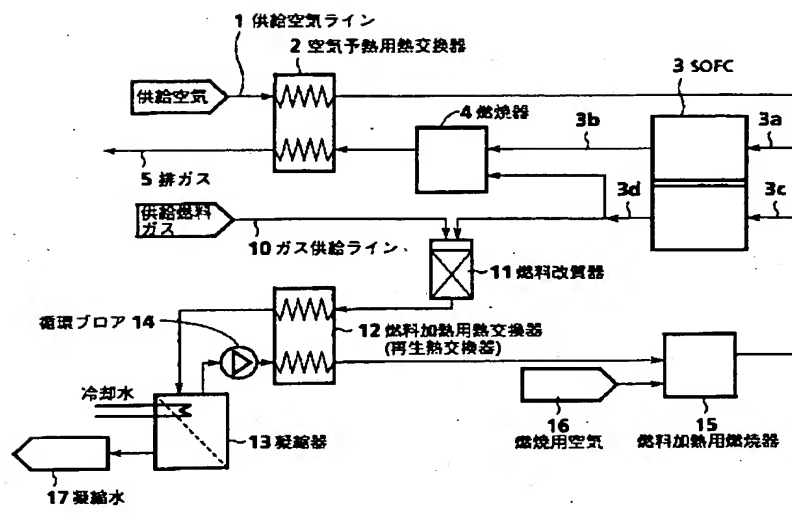 1 供給空気ライン
2 空気予熱用熱交換器
供給空気
3 SOFC
4 燃焼器
3b
3a
5 排ガス
3d
3c
供給燃料
ガス
10 ガス供給ライン
11 燃料改質器
循環ブロア 14
12 燃料加熱用熱交換器
(再生熱交換器)
冷却水
13 凝縮器
16
燃焼用空気
15
燃料加熱用燃焼器
17 凝縮水